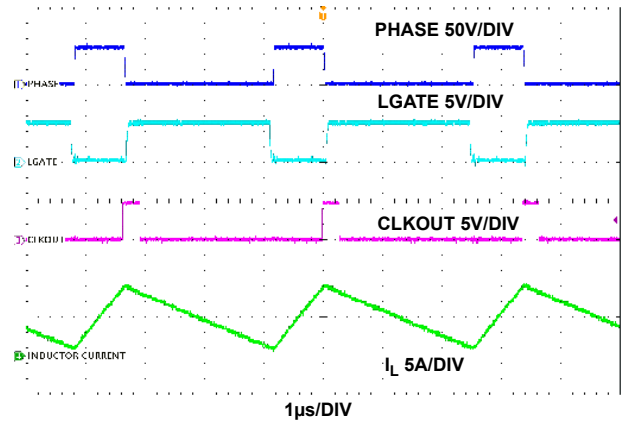 PHASE 50V/DIV
PHASE
LGATE 5V/DIV
LGATE
CLKOUT 5V/DIV
CLKOUT
INDUCTOR CURRENT
IL 5A/DIV
1µs/DIV